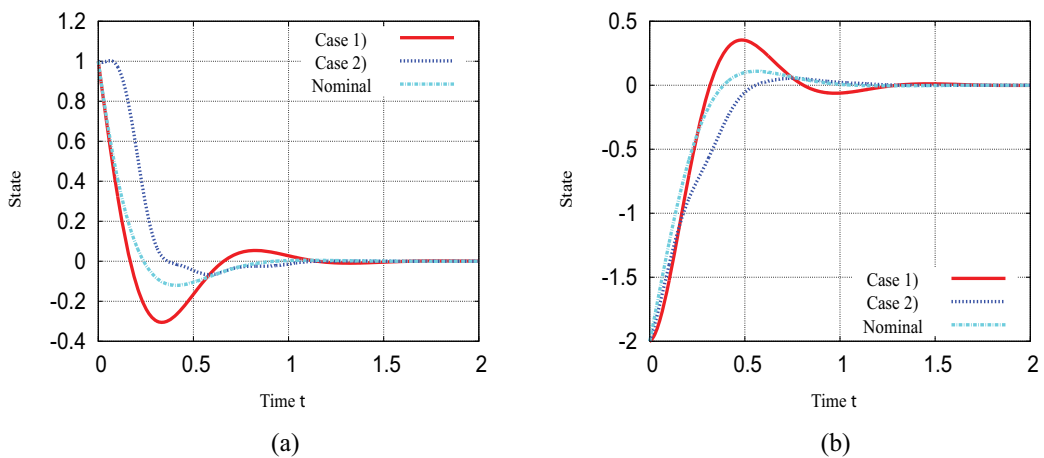 1.2
1
0.8
0.6
0.4
0.2
0
-0.2
-0.4
State
0 0.5 1 1.5 2
Time t
Case 1)
Case 2)
Nominal
(a)
0.5
0
-0.5
-1
-1.5
-2
State
0 0.5 1 1.5 2
Time t
Case 1)
Case 2)
Nominal
(b)